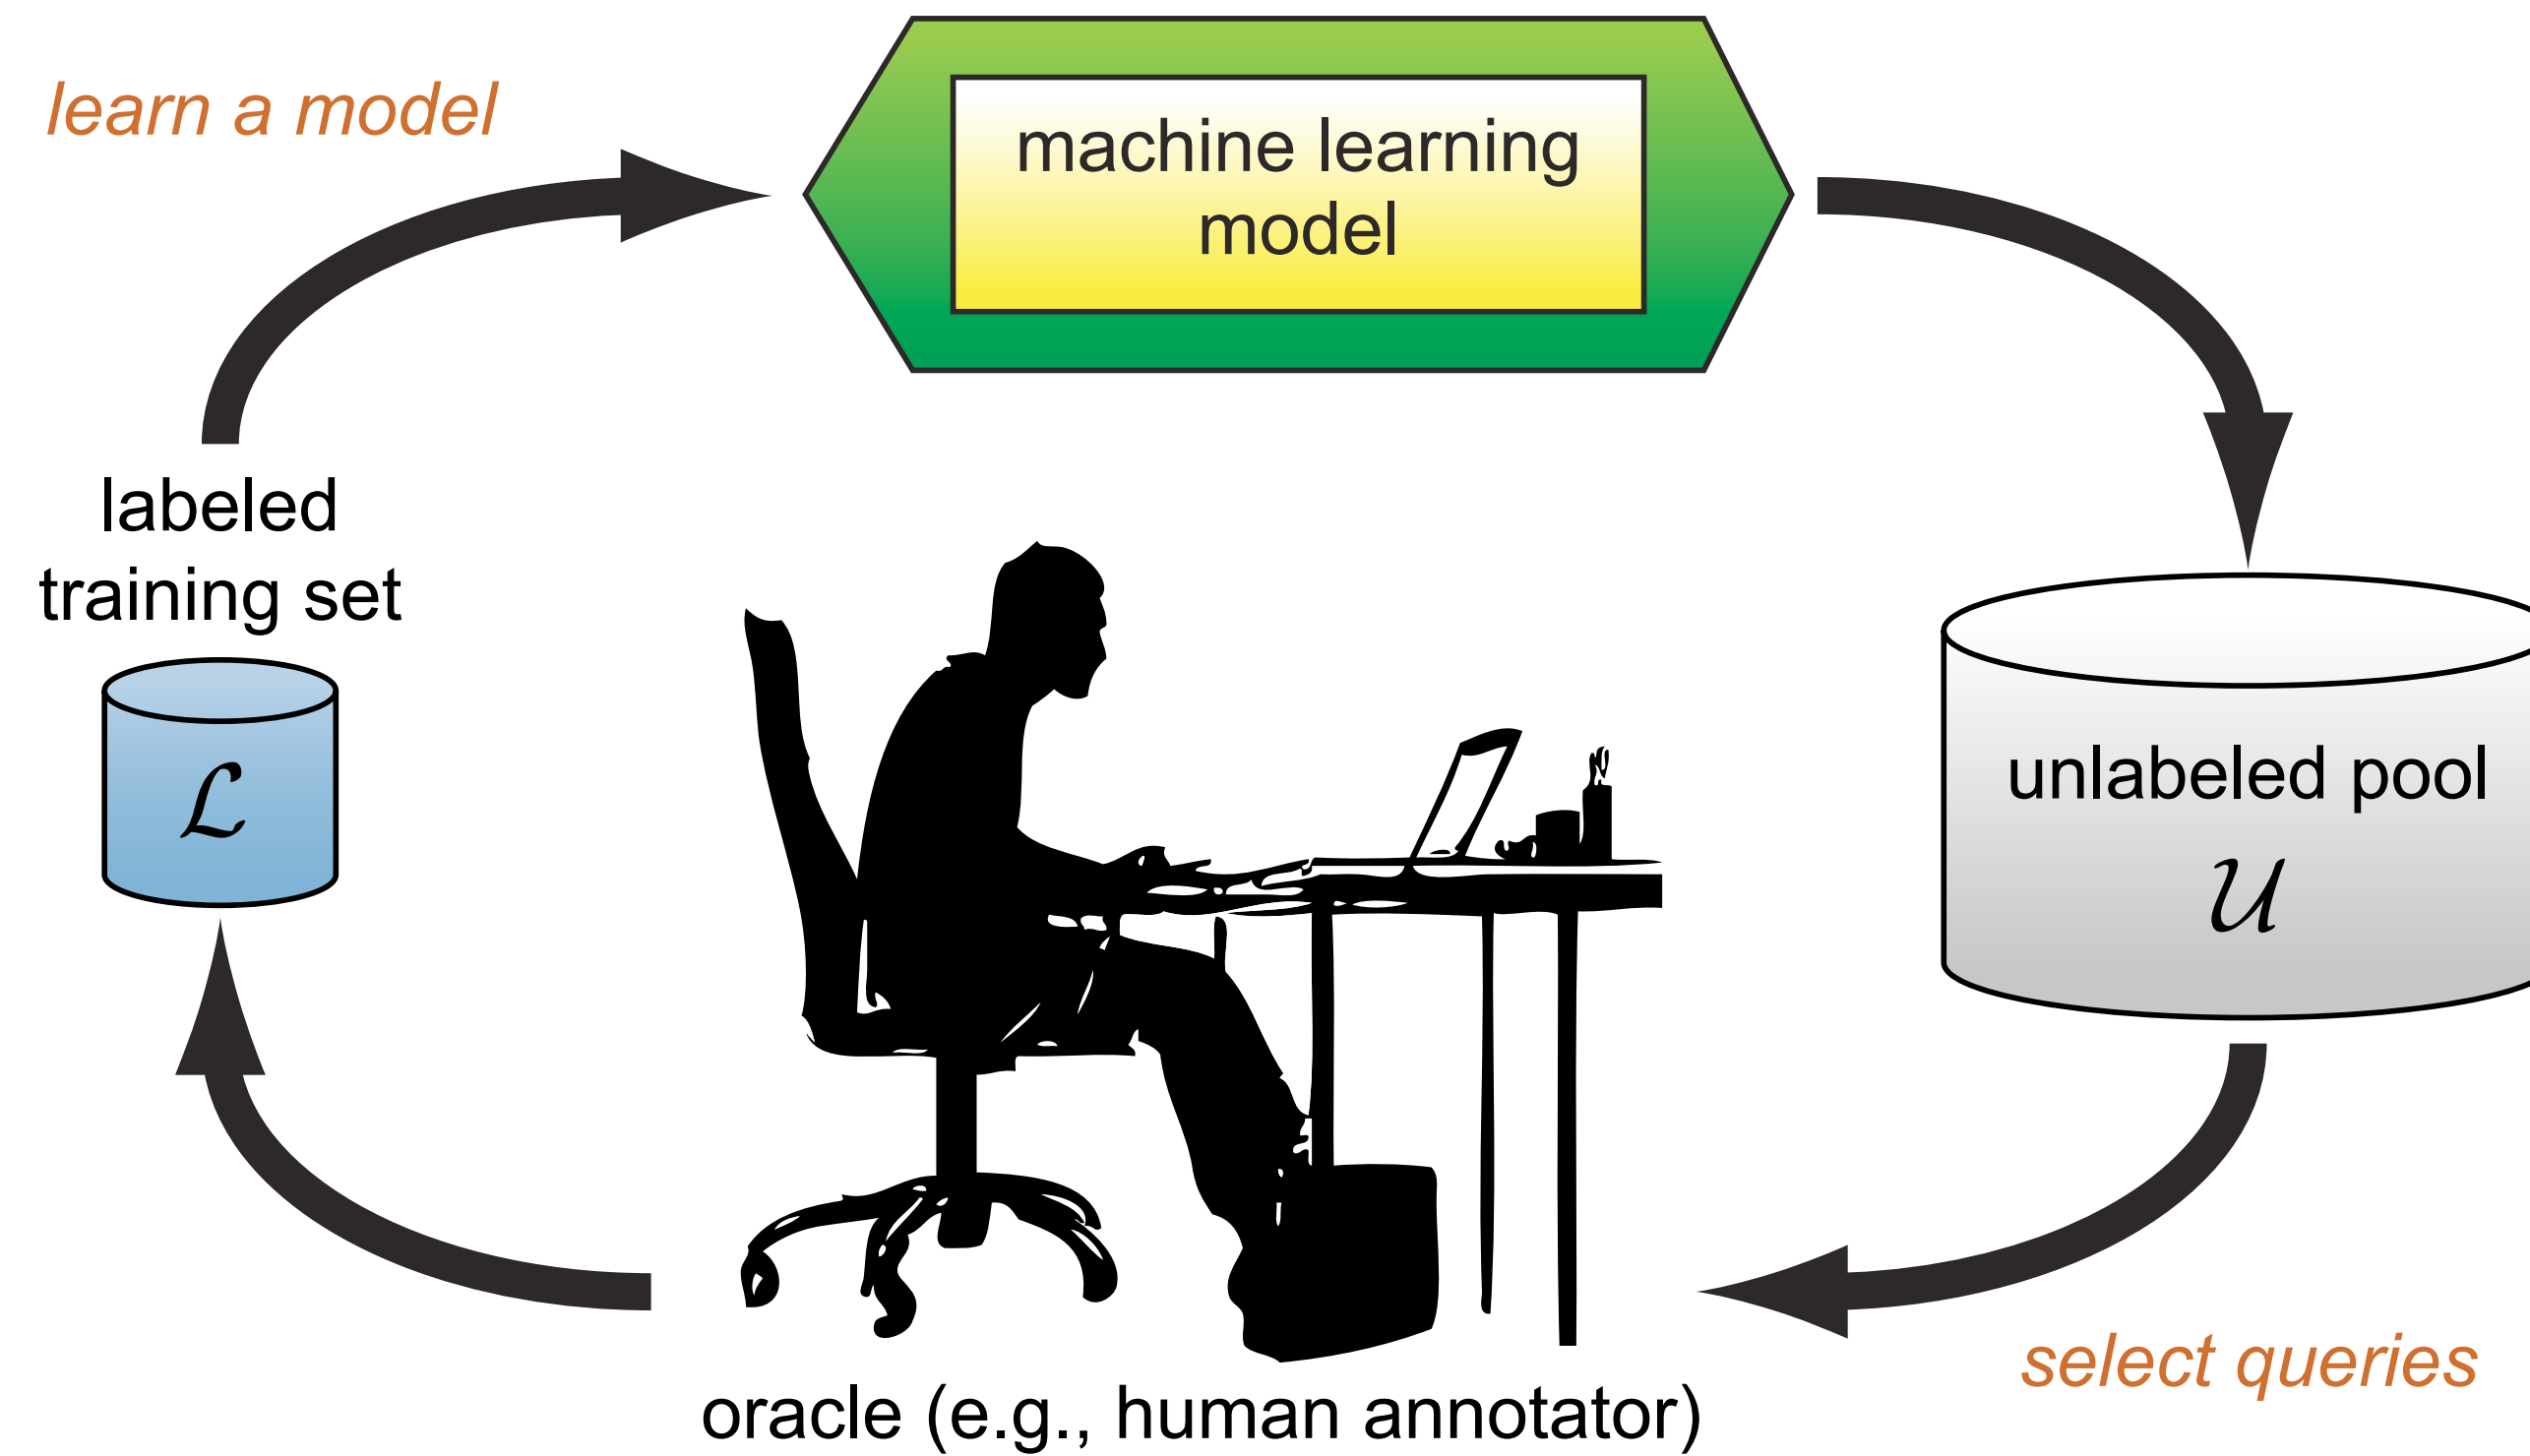 learn a model
machine learning
model
labeled
training set
ℒ
unlabeled pool
𝒰
select queries
oracle (e.g., human annotator)